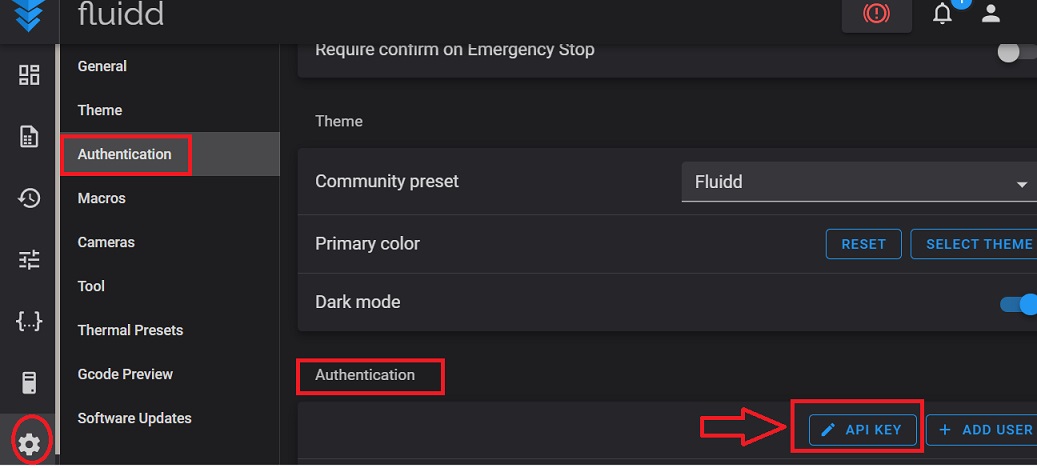 fluidd
General
Theme
Authentication
Macros
Cameras
Tool
Thermal Presets
Gcode Preview
Software Updates
Require confirm on Emergency Stop
Theme
Community preset Fluidd
Primary color RESET SELECT THEME
Dark mode
Authentication
API KEY ADD USER